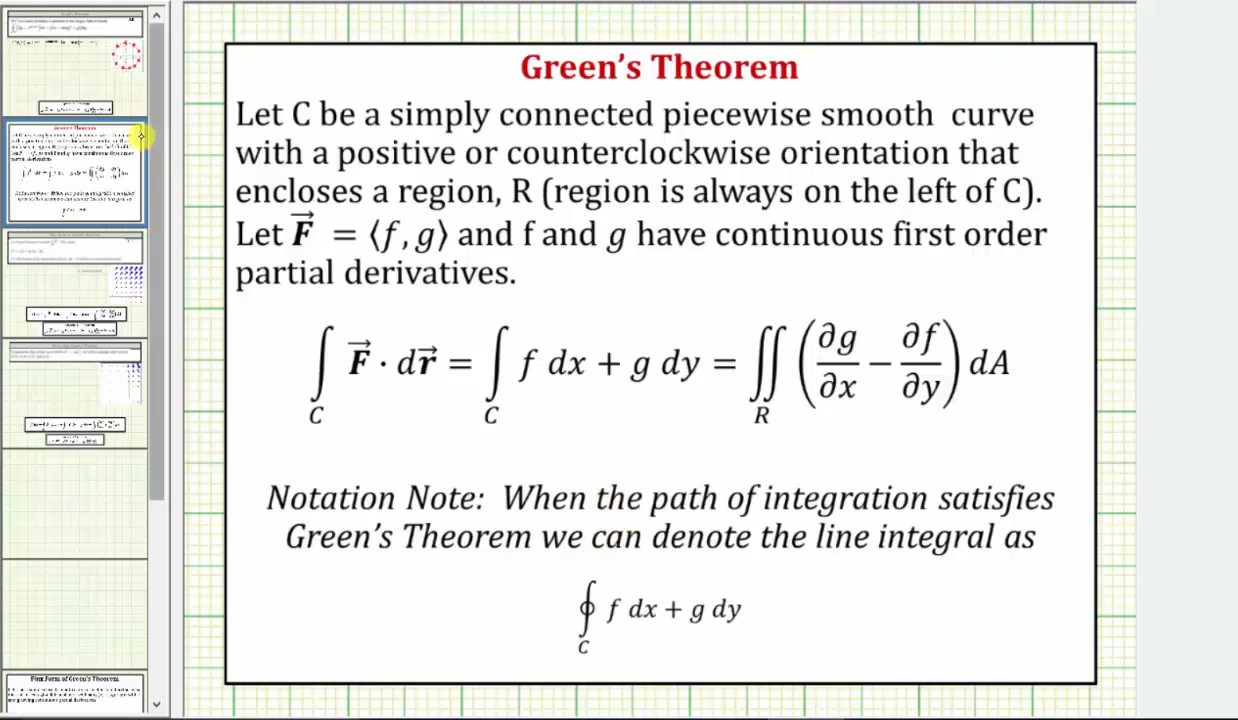 Green's Theorem
Let C be a simply connected piecewise smooth curve
with a positive or counterclockwise orientation that
encloses a region, R (region is always on the left of C).
Let F⃗ = ⟨f, g⟩ and f and g have continuous first order
partial derivatives.
∫_C F⃗ · dr⃗ = ∫_C f dx + g dy = ∬_R (∂g/∂x − ∂f/∂y) dA
Notation Note: When the path of integration satisfies
Green's Theorem we can denote the line integral as
∮_C f dx + g dy
Flux Form of Green's Theorem